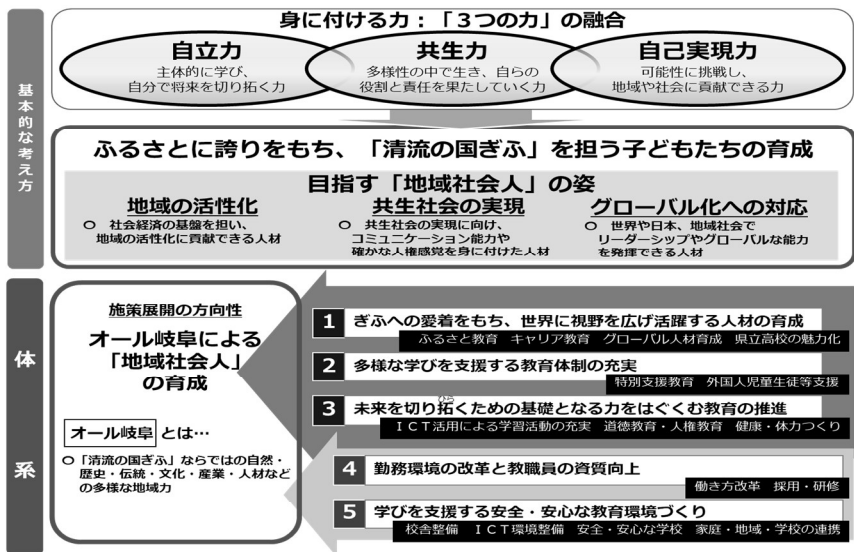 身に付ける力：「３つの力」の融合
自立力
主体的に学び、
自分で将来を切り拓く力
共生力
多様性の中で生き、自らの
役割と責任を果たしていく力
自己実現力
可能性に挑戦し、
地域や社会に貢献できる力
基本的な考え方
ふるさとに誇りをもち、「清流の国ぎふ」を担う子どもたちの育成
目指す「地域社会人」の姿
地域の活性化
○ 社会経済の基盤を担い、
地域の活性化に貢献できる人材
共生社会の実現
○ 共生社会の実現に向け、
コミュニケーション能力や
確かな人権感覚を身に付けた人材
グローバル化への対応
○ 世界や日本、地域社会で
リーダーシップやグローバルな能力
を発揮できる人材
体系
施策展開の方向性
オール岐阜による
「地域社会人」
の育成
オール岐阜 とは…
○「清流の国ぎふ」ならではの自然・
歴史・伝統・文化・産業・人材など
の多様な地域力
1 ぎふへの愛着をもち、世界に視野を広げ活躍する人材の育成
ふるさと教育 キャリア教育 グローバル人材育成 県立高校の魅力化
2 多様な学びを支援する教育体制の充実
特別支援教育 外国人児童生徒等支援
ひら
3 未来を切り拓くための基礎となる力をはぐくむ教育の推進
ＩＣＴ活用による学習活動の充実 道徳教育・人権教育 健康・体力つくり
4 勤務環境の改革と教職員の資質向上
働き方改革 採用・研修
5 学びを支援する安全・安心な教育環境づくり
校舎整備 ＩＣＴ環境整備 安全・安心な学校 家庭・地域・学校の連携